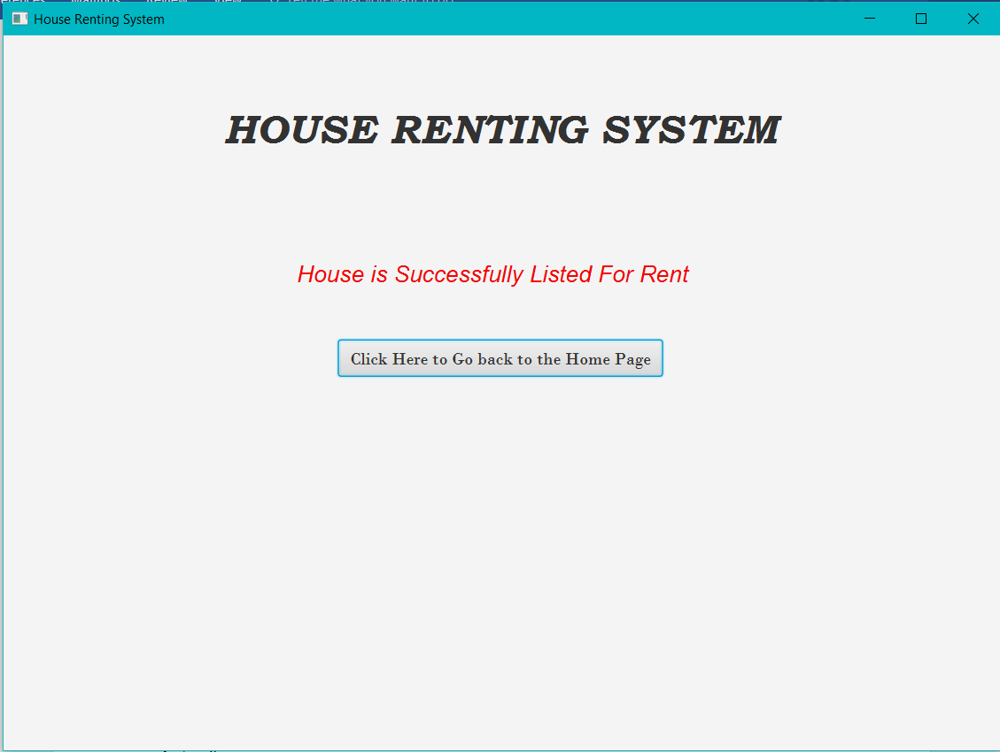 House Renting System
HOUSE RENTING SYSTEM
House is Successfully Listed For Rent
Click Here to Go back to the Home Page